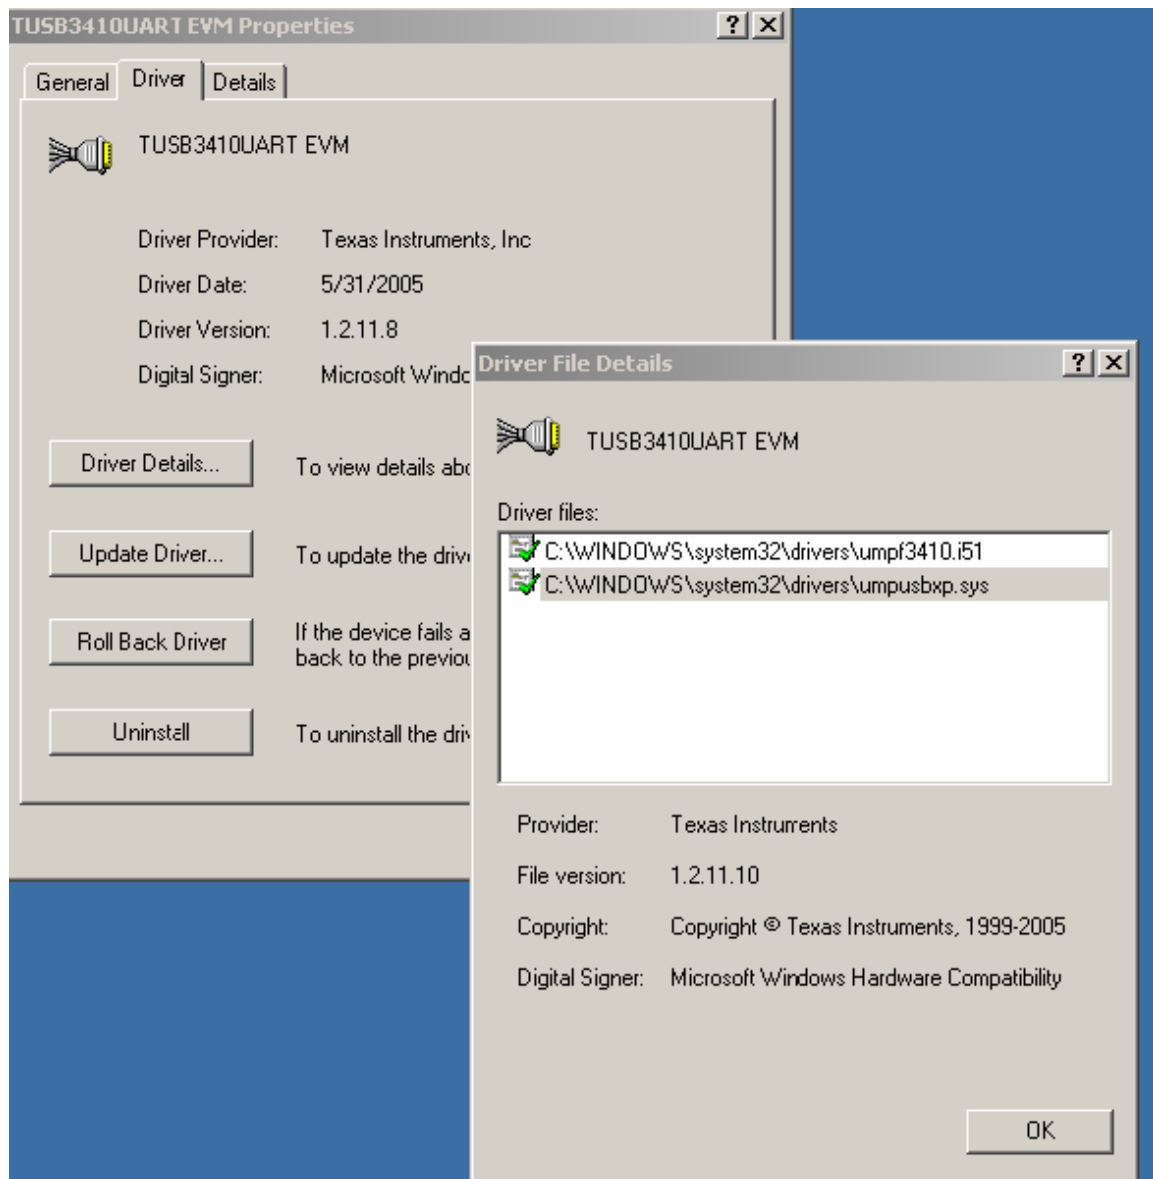 TUSB3410UART EVM Properties
General Driver Details
TUSB3410UART EVM
Driver Provider: Texas Instruments, Inc
Driver Date: 5/31/2005
Driver Version: 1.2.11.8
Digital Signer: Microsoft Windo
Driver Details... To view details abo
Update Driver... To update the drive
Roll Back Driver If the device fails a
back to the previou
Uninstall To uninstall the driv
Driver File Details
TUSB3410UART EVM
Driver files:
C:\WINDOWS\system32\drivers\umpf3410.i51
C:\WINDOWS\system32\drivers\umpusbxp.sys
Provider: Texas Instruments
File version: 1.2.11.10
Copyright: Copyright © Texas Instruments, 1999-2005
Digital Signer: Microsoft Windows Hardware Compatibility
OK